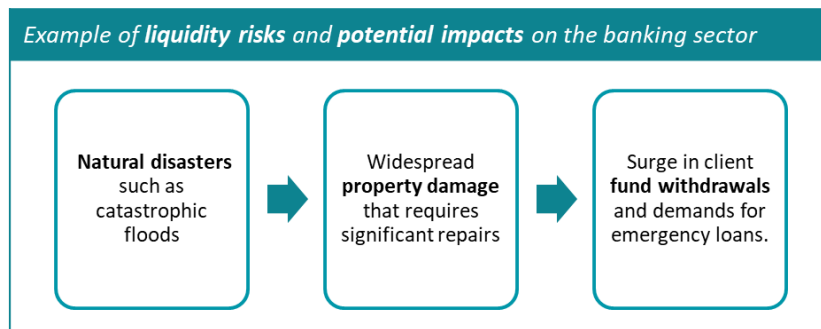 Example of liquidity risks and potential impacts on the banking sector
Natural disasters
such as
catastrophic
floods
Widespread
property damage
that requires
significant repairs
Surge in client
fund withdrawals
and demands for
emergency loans.